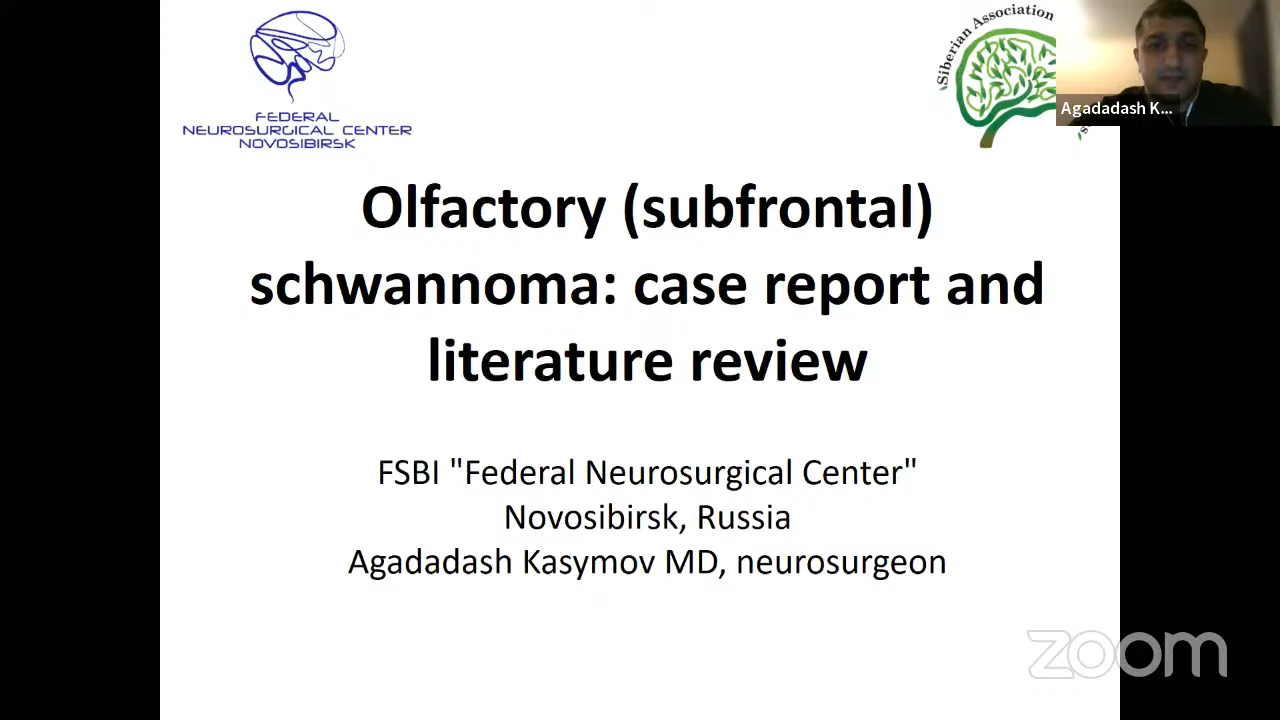 Siberian Association
Agadadash K...
FEDERAL
NEUROSURGICAL CENTER
NOVOSIBIRSK
Olfactory (subfrontal)
schwannoma: case report and
literature review
FSBI "Federal Neurosurgical Center"
Novosibirsk, Russia
Agadadash Kasymov MD, neurosurgeon
zoom